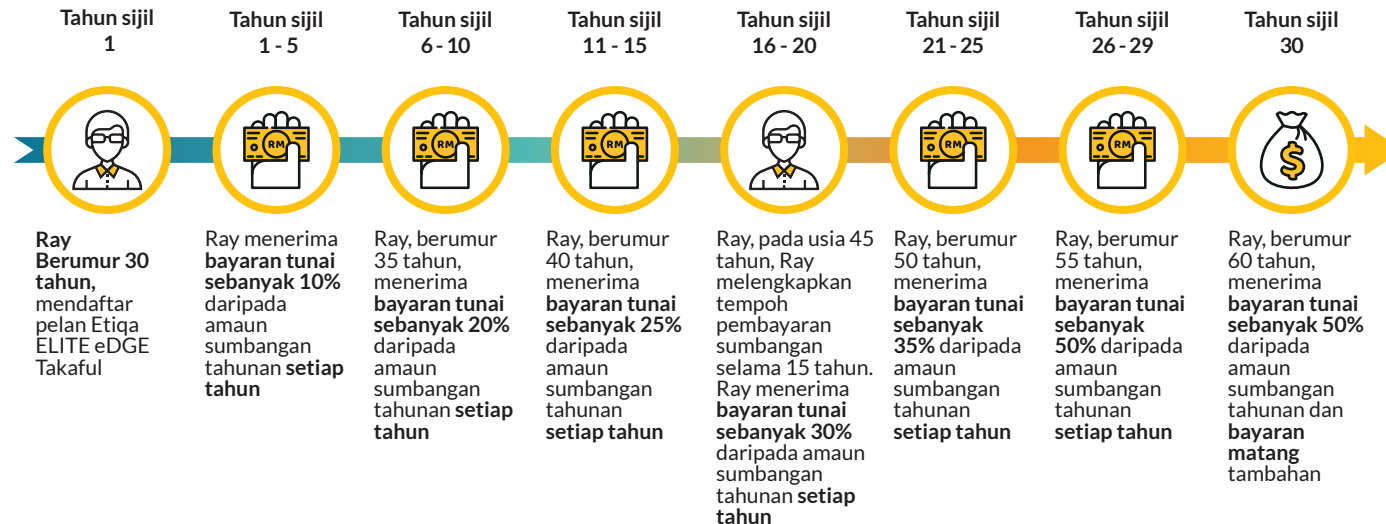 Tahun sijil
1
Tahun sijil
1 - 5
Tahun sijil
6 - 10
Tahun sijil
11 - 15
Tahun sijil
16 - 20
Tahun sijil
21 - 25
Tahun sijil
26 - 29
Tahun sijil
30
RM
RM
RM
RM
RM
$
Ray
Berumur 30
tahun,
mendaftar
pelan Etiqa
ELITE eDGE
Takaful
Ray menerima
bayaran tunai
sebanyak 10%
daripada
amaun
sumbangan
tahunan setiap
tahun
Ray, berumur
35 tahun,
menerima
bayaran tunai
sebanyak 20%
daripada
amaun
sumbangan
tahunan setiap
tahun
Ray, berumur
40 tahun,
menerima
bayaran tunai
sebanyak 25%
daripada
amaun
sumbangan
tahunan
setiap tahun
Ray, pada usia 45
tahun, Ray
melengkapkan
tempoh
pembayaran
sumbangan
selama 15 tahun.
Ray menerima
bayaran tunai
sebanyak 30%
daripada amaun
sumbangan
tahunan setiap
tahun
Ray, berumur
50 tahun,
menerima
bayaran tunai
sebanyak
35% daripada
amaun
sumbangan
tahunan
setiap tahun
Ray, berumur
55 tahun,
menerima
bayaran tunai
sebanyak
50% daripada
amaun
sumbangan
tahunan
setiap tahun
Ray, berumur
60 tahun,
menerima
bayaran tunai
sebanyak 50%
daripada
amaun
sumbangan
tahunan dan
bayaran
matang
tambahan